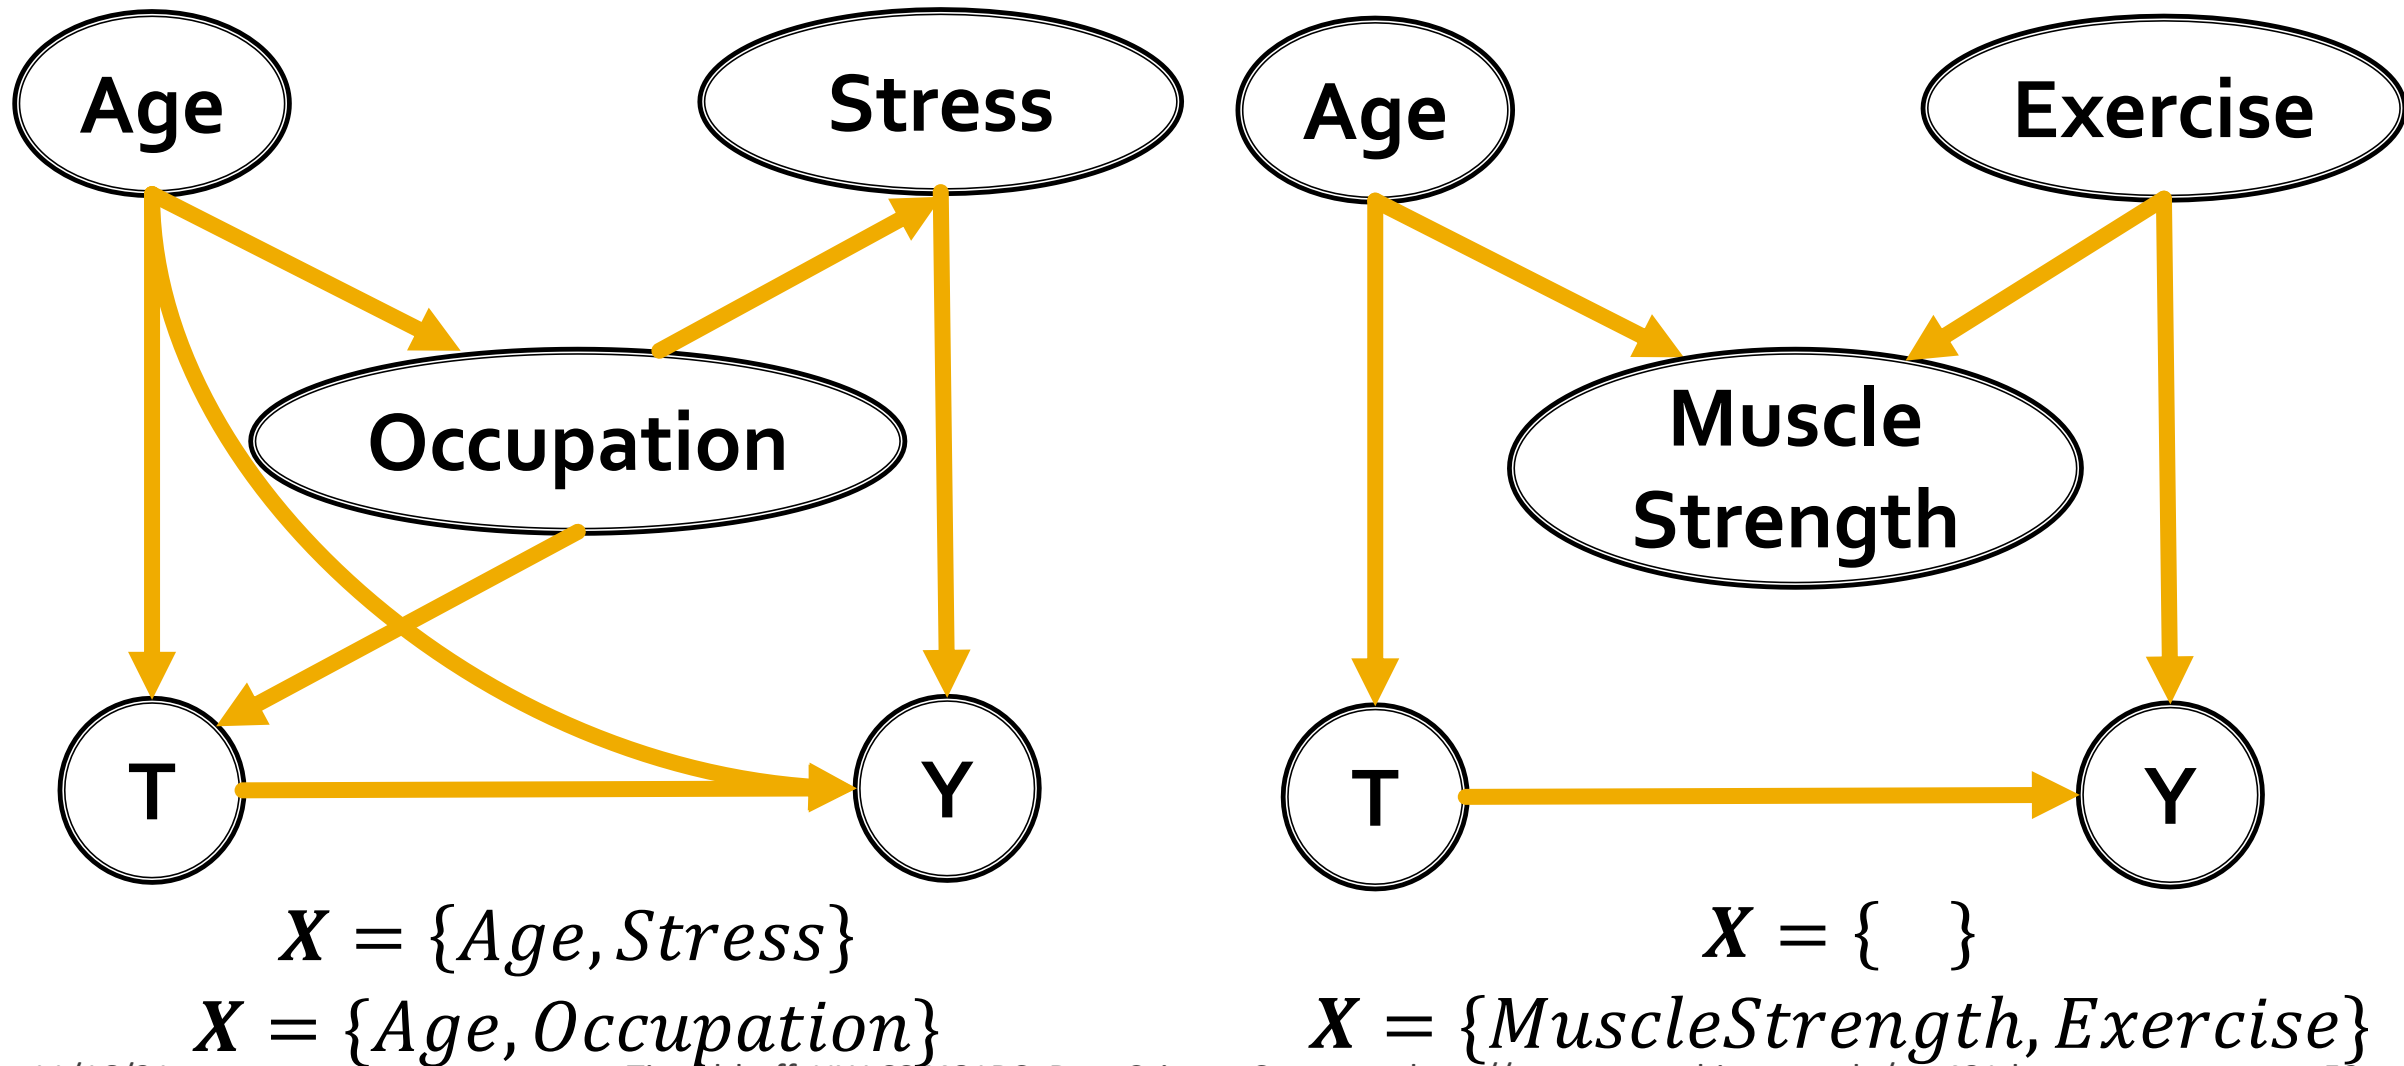 Age
Stress
Occupation
T
Y
X = {Age, Stress}
X = {Age, Occupation}
Age
Exercise
Muscle
Strength
T
Y
X = { }
X = {MuscleStrength, Exercise}